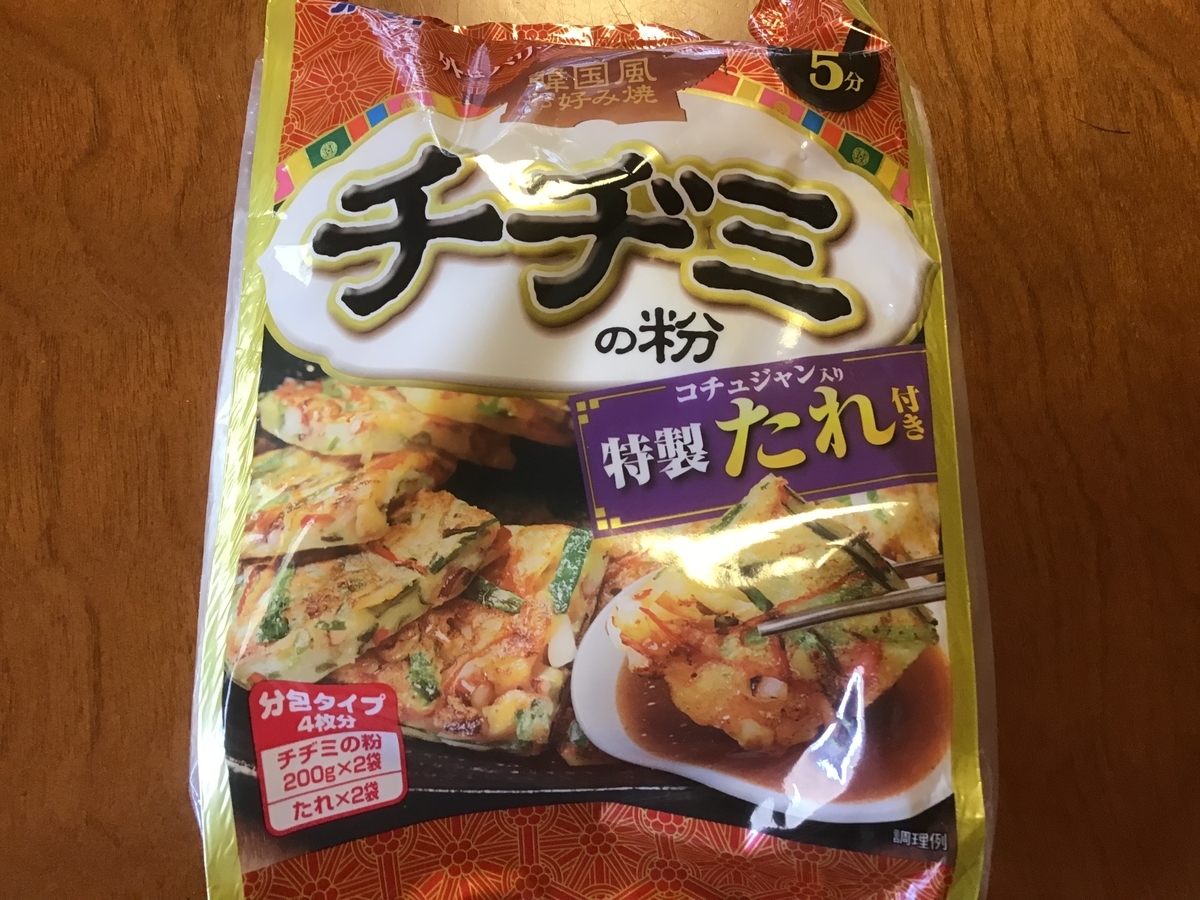 5分
韓国風
お好み焼
チヂミ
の粉
コチュジャン入り
特製たれ付き
分包タイプ
4枚分
チヂミの粉
200g×2袋
たれ×2袋
調理例